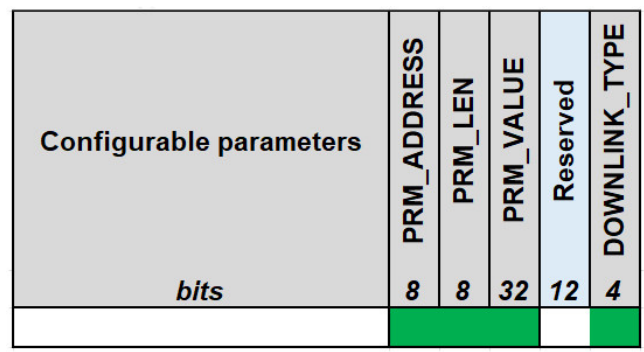 Configurable parameters
PRM_ADDRESS
PRM_LEN
PRM_VALUE
Reserved
DOWNLINK_TYPE
bits
8
8
32
12
4